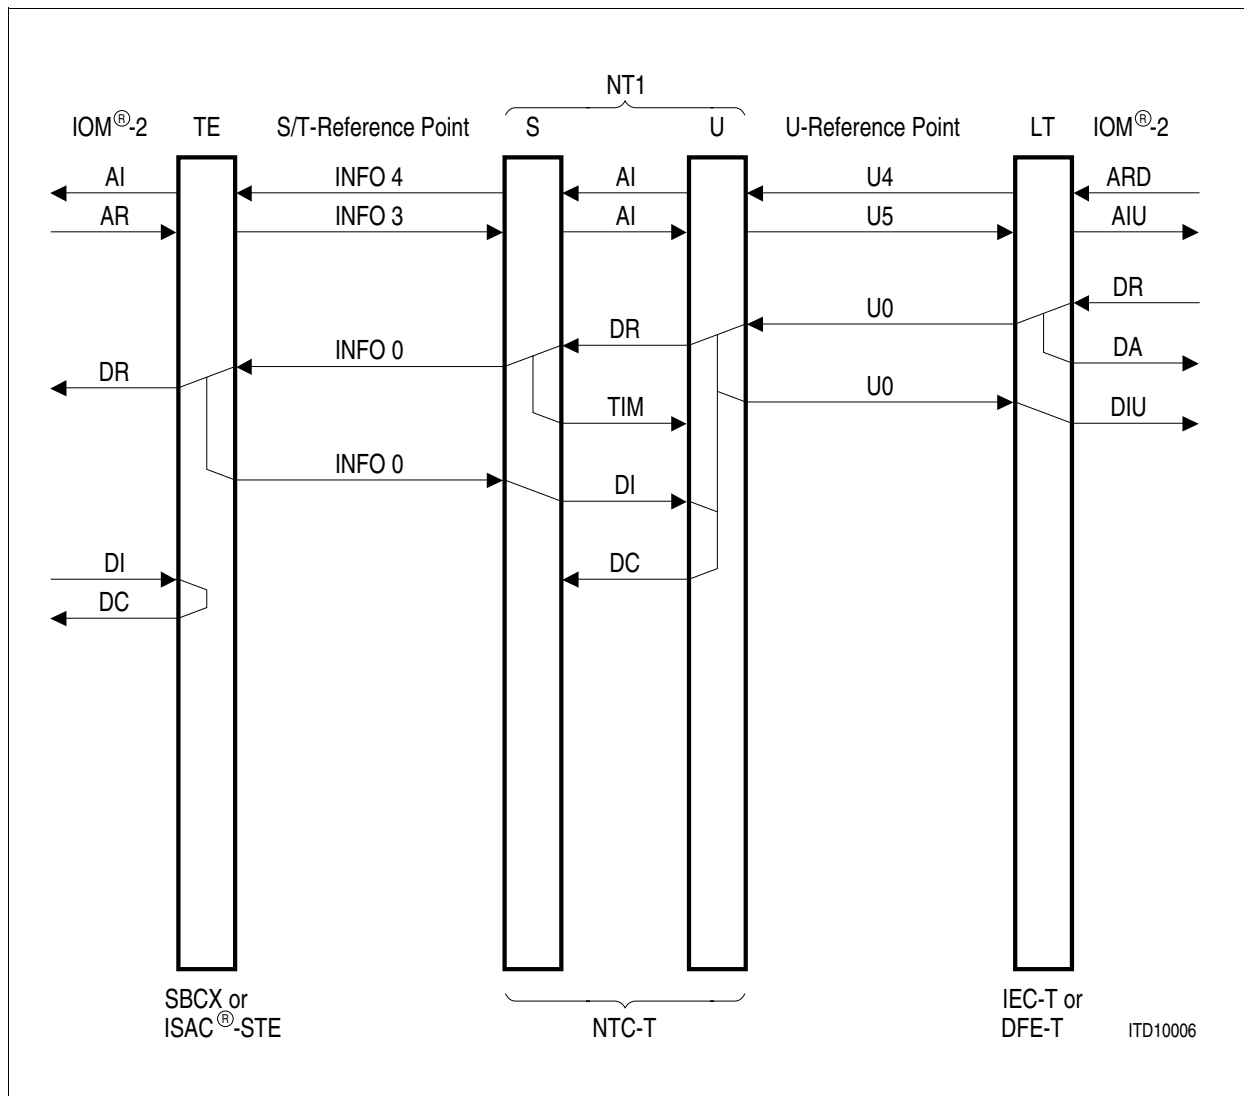 NT1
IOM®-2 TE S/T-Reference Point S U U-Reference Point LT IOM®-2
AI INFO 4 AI U4 ARD
AR INFO 3 AI U5 AIU
DR
U0
DR
INFO 0
DA
DR
U0
TIM
DIU
INFO 0
DI
DI
DC
DC
SBCX or
ISAC®-STE
NTC-T
IEC-T or
DFE-T
ITD10006